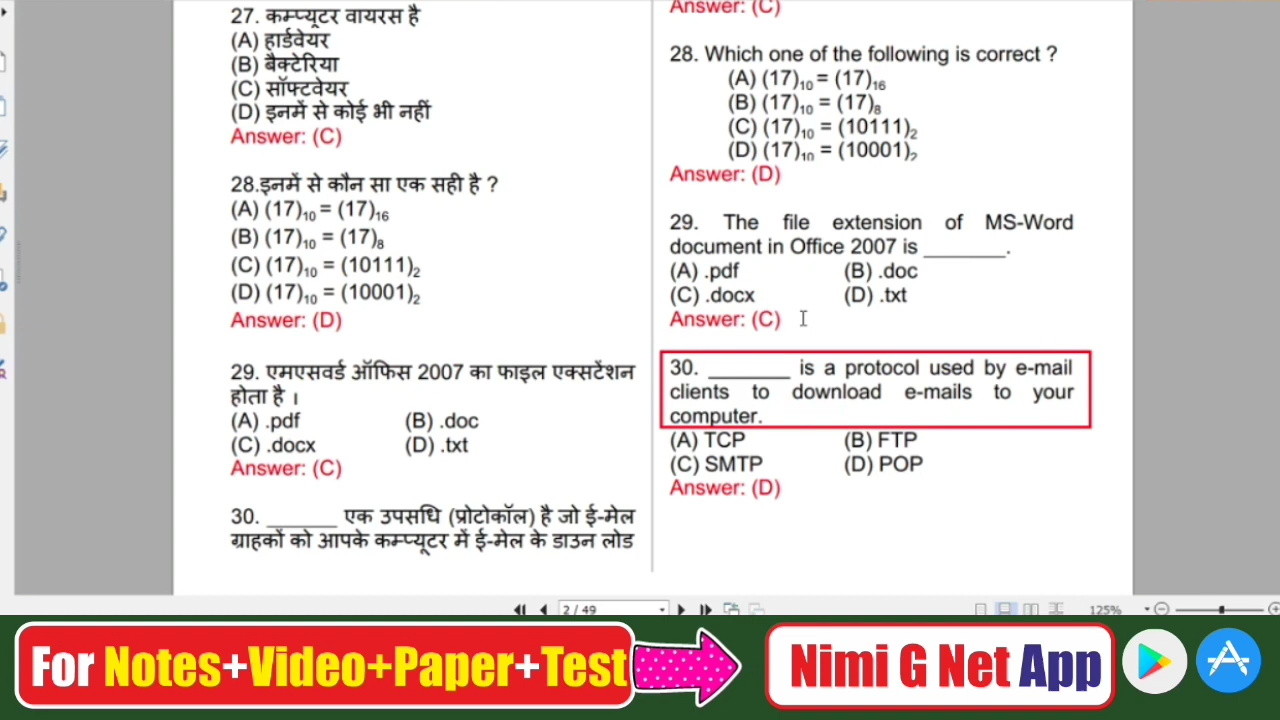 27. कम्प्यूटर वायरस है
(A) हार्डवेयर
(B) बैक्टेरिया
(C) सॉफ्टवेयर
(D) इनमें से कोई भी नहीं
Answer: (C)
28.इनमें से कौन सा एक सही है ?
(A) (17)₁₀ = (17)₁₆
(B) (17)₁₀ = (17)₈
(C) (17)₁₀ = (10111)₂
(D) (17)₁₀ = (10001)₂
Answer: (D)
29. एमएसवर्ड ऑफिस 2007 का फाइल एक्सटेंशन
होता है ।
(A) .pdf (B) .doc
(C) .docx (D) .txt
Answer: (C)
30. ______ एक उपसधि (प्रोटोकॉल) है जो ई-मेल
ग्राहकों को आपके कम्प्यूटर में ई-मेल के डाउन लोड
Answer: (C)
28. Which one of the following is correct ?
(A) (17)₁₀ = (17)₁₆
(B) (17)₁₀ = (17)₈
(C) (17)₁₀ = (10111)₂
(D) (17)₁₀ = (10001)₂
Answer: (D)
29. The file extension of MS-Word
document in Office 2007 is _______.
(A) .pdf (B) .doc
(C) .docx (D) .txt
Answer: (C)
30. _______ is a protocol used by e-mail
clients to download e-mails to your
computer.
(A) TCP (B) FTP
(C) SMTP (D) POP
Answer: (D)
2 / 49
125%
For Notes+Video+Paper+Test
Nimi G Net App